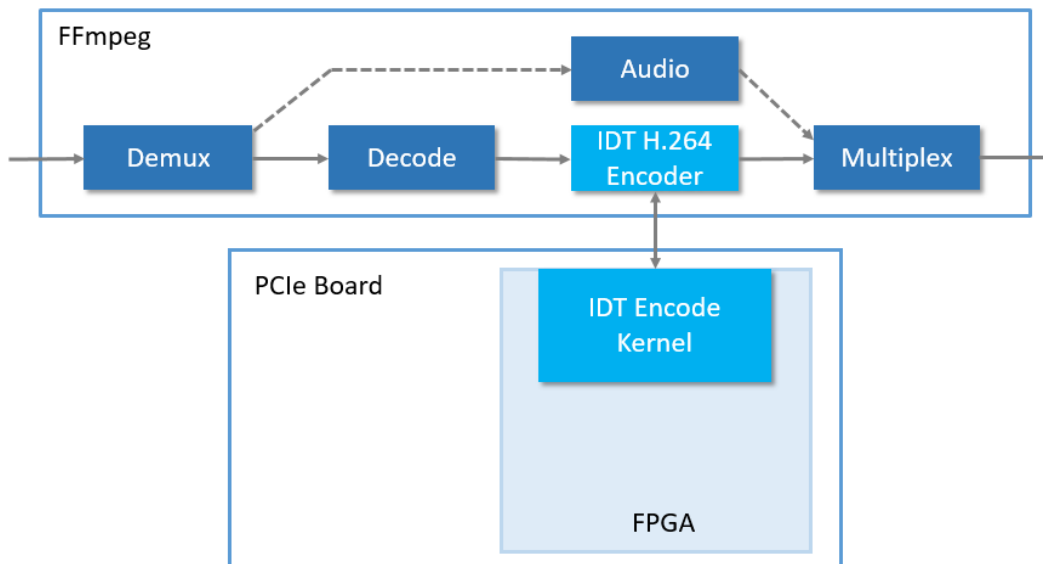 FFmpeg
Audio
Demux
Decode
IDT H.264
Encoder
Multiplex
PCIe Board
IDT Encode
Kernel
FPGA